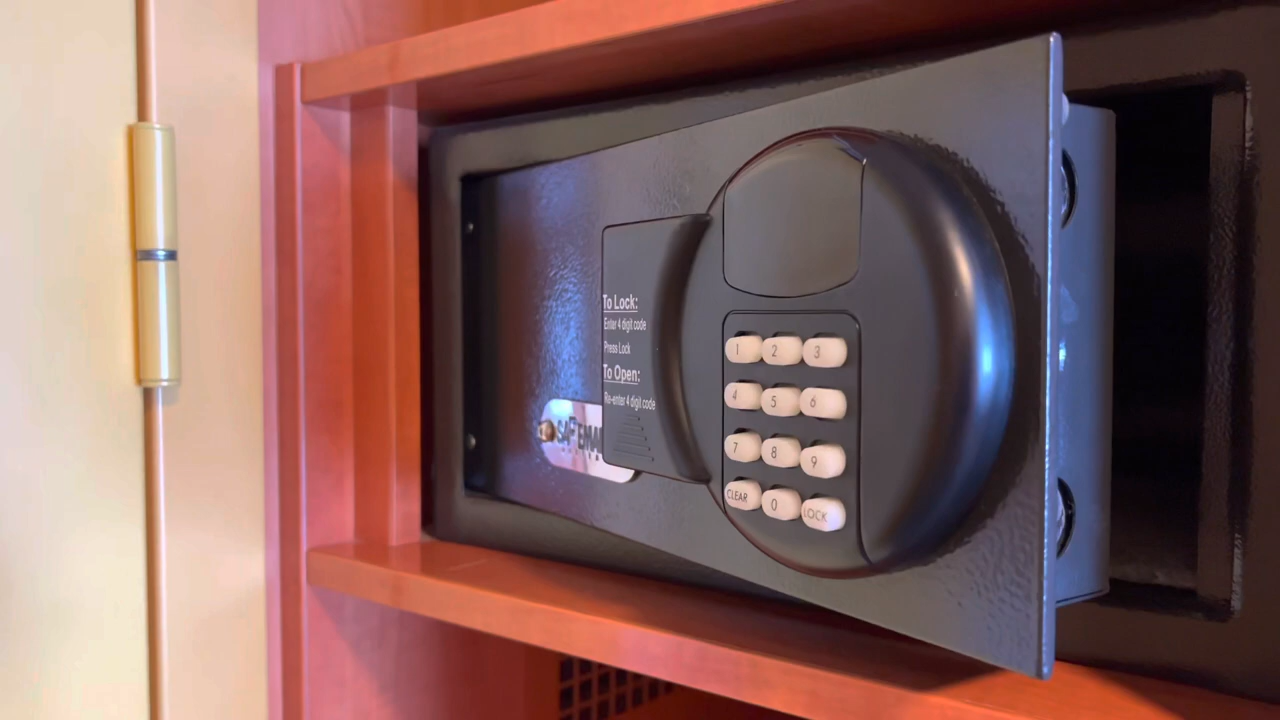 To Lock:
Enter 4 digit code
Press Lock
To Open:
Re-enter 4 digit code
SAFEMA
1 2 3
4 5 6
7 8 9
CLEAR 0 LOCK